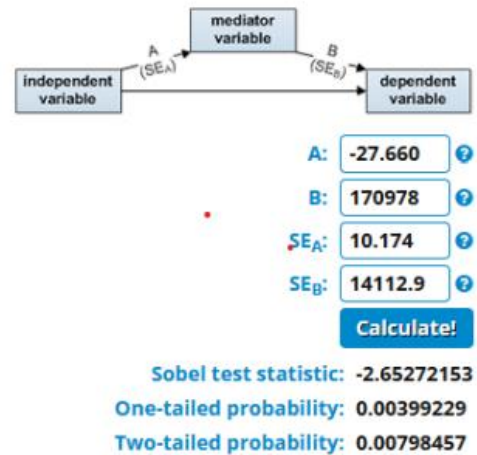 mediator
variable
A
(SEA)
B
(SEB)
independent
variable
dependent
variable
A: -27.660 ?
B: 170978 ?
SEA: 10.174 ?
SEB: 14112.9 ?
Calculate!
Sobel test statistic: -2.65272153
One-tailed probability: 0.00399229
Two-tailed probability: 0.00798457